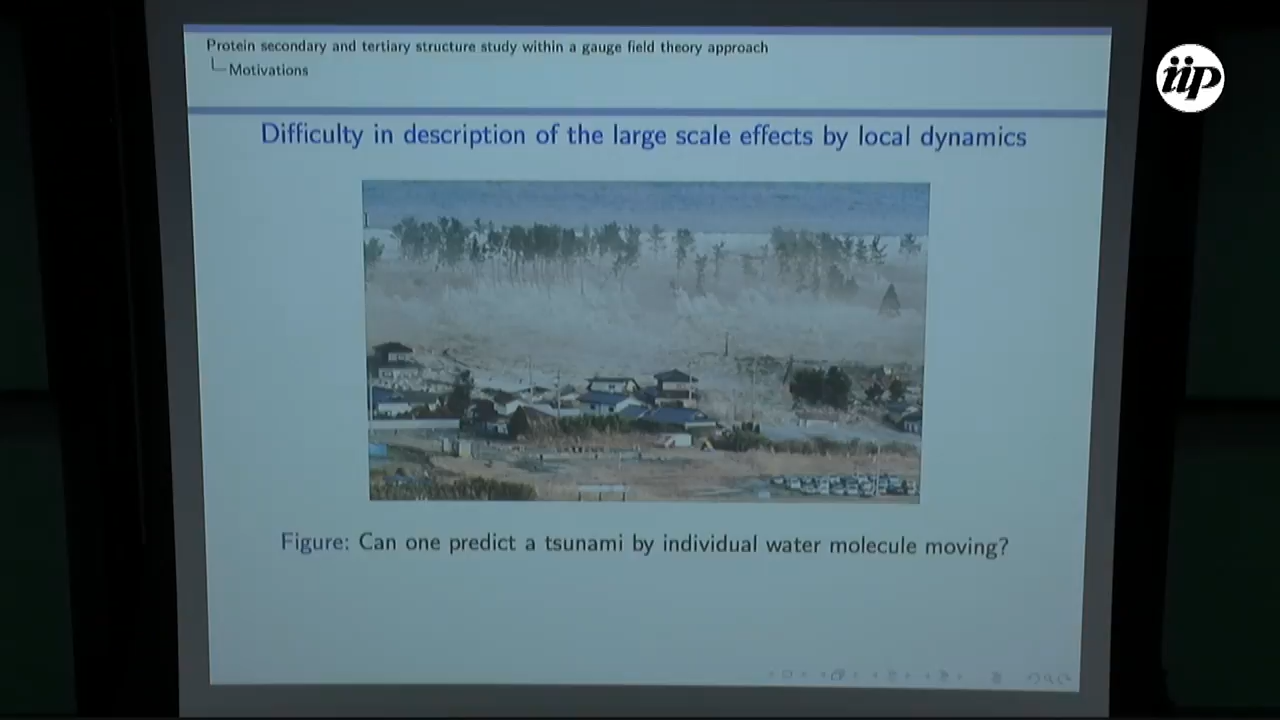 Protein secondary and tertiary structure study within a gauge field theory approach
Motivations
iip
Difficulty in description of the large scale effects by local dynamics
Figure: Can one predict a tsunami by individual water molecule moving?